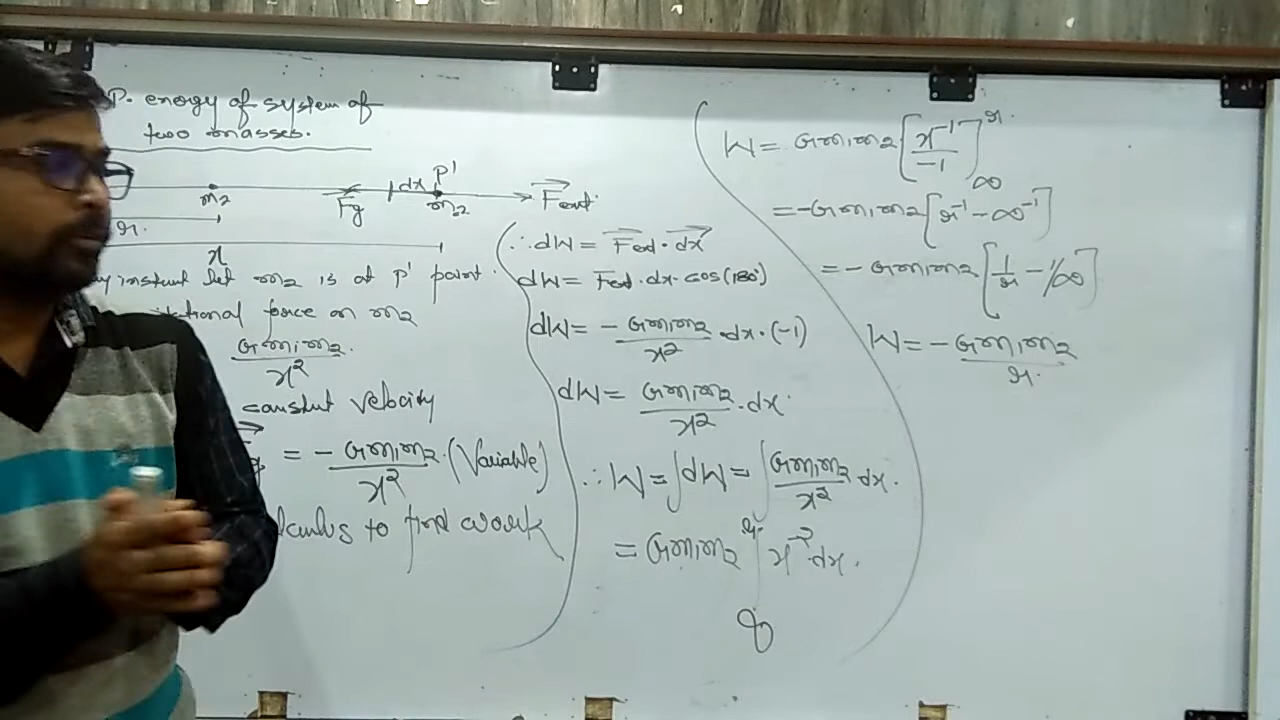 P. energy of system of
two masses.
m2 Fg dx P' m2 Fext
r.
x
instant let m2 is at P' point.
force on m2
Gm1m2.
x²
constant velocity
= - Gm1m2 . (Variable)
x²
to find work
∴ dW = Fext · dx
dW = Fext . dx . cos(180°)
dW = - Gm1m2/x² . dx . (-1)
dW = Gm1m2/x² . dx .
∴ W = ∫dW = ∫ Gm1m2/x² dx .
= Gm1m2 ∫ x⁻² dx .
r
∞
W = Gm1m2 [x⁻¹/-1] r ∞
= -Gm1m2 [r⁻¹ - ∞⁻¹]
= - Gm1m2 [1/r - 1/∞]
W = - Gm1m2/r .